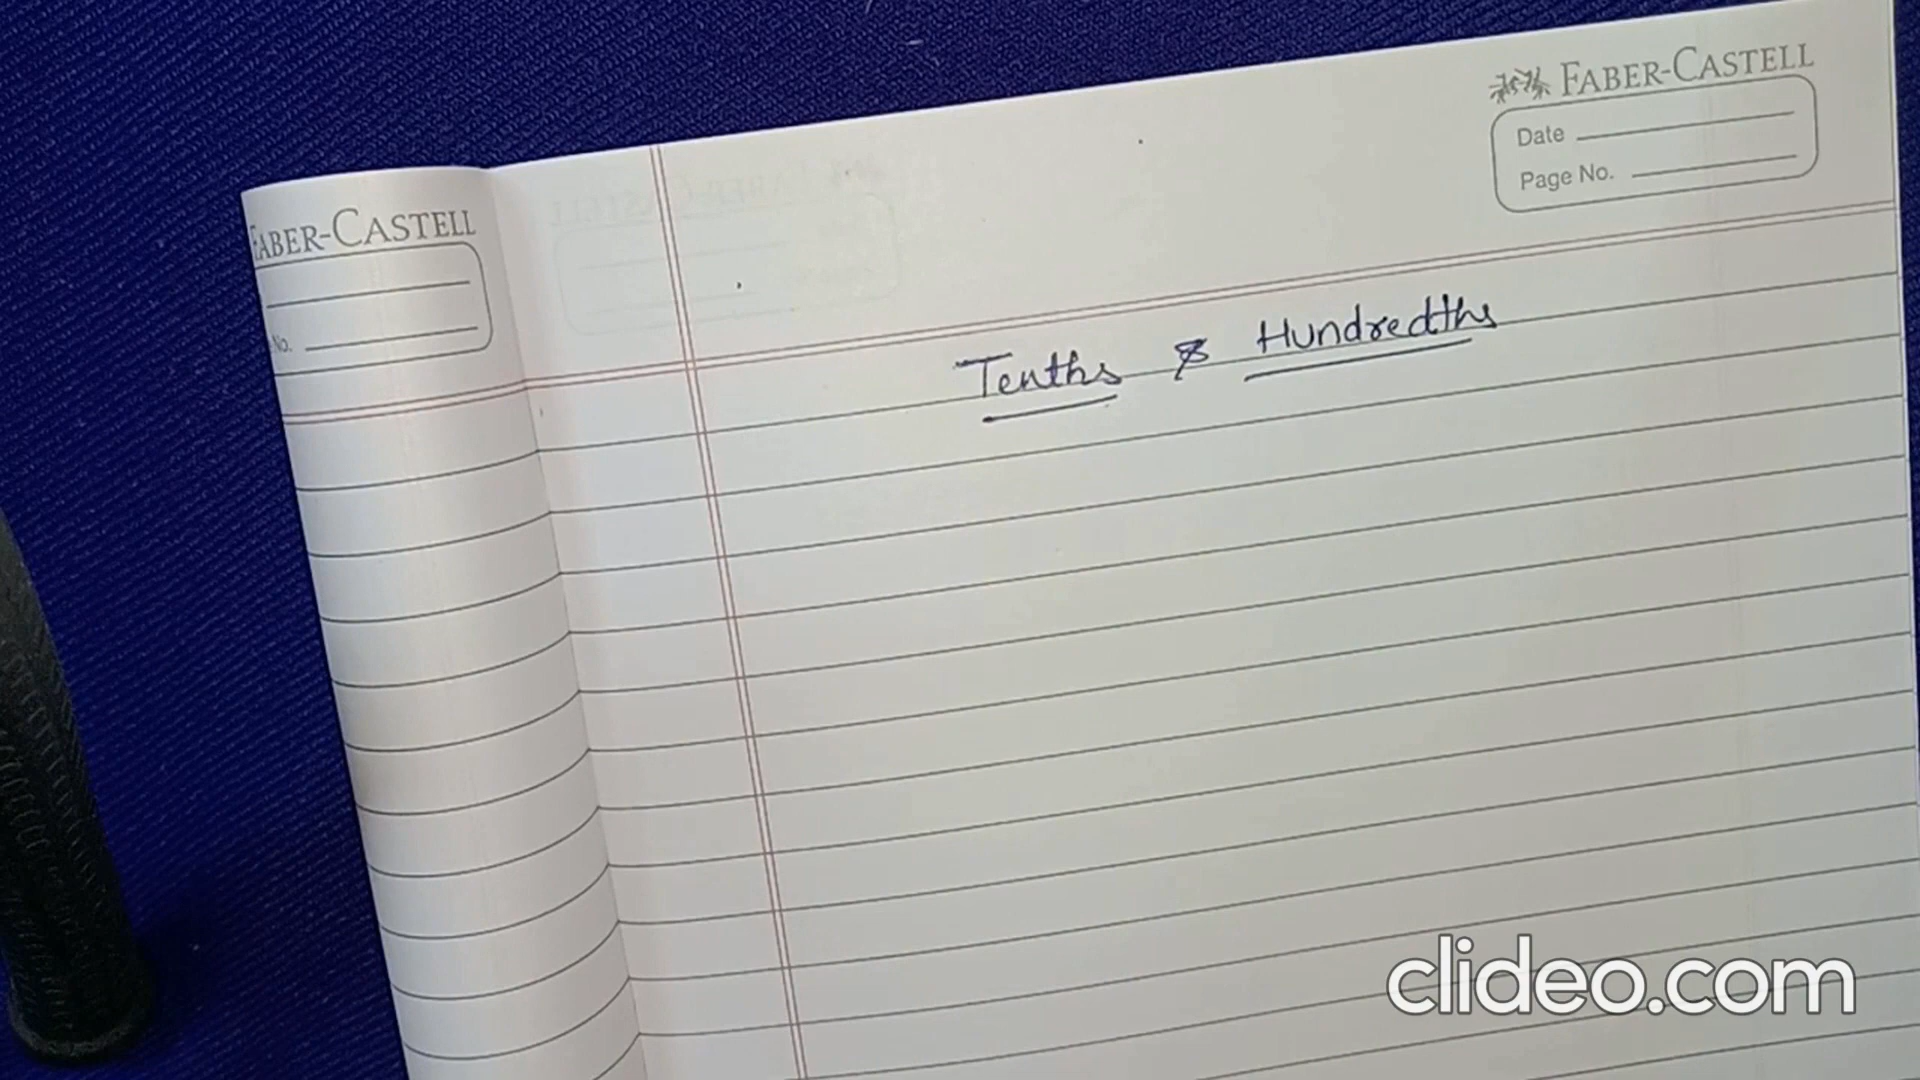 FABER-CASTELL
Date
Page No.
FABER-CASTELL
No.
Tenths & Hundredths
clideo.com